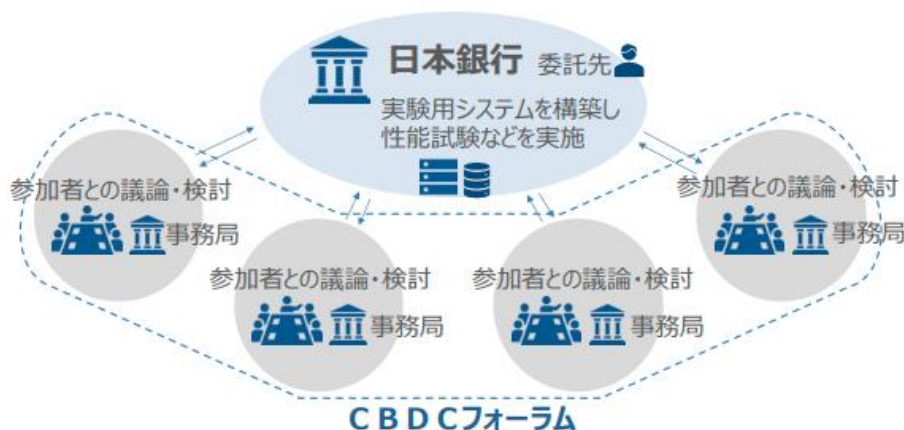 日本銀行 委託先
実験用システムを構築し
性能試験などを実施
参加者との議論・検討
事務局
参加者との議論・検討
事務局
参加者との議論・検討
事務局
参加者との議論・検討
事務局
CBDCフォーラム